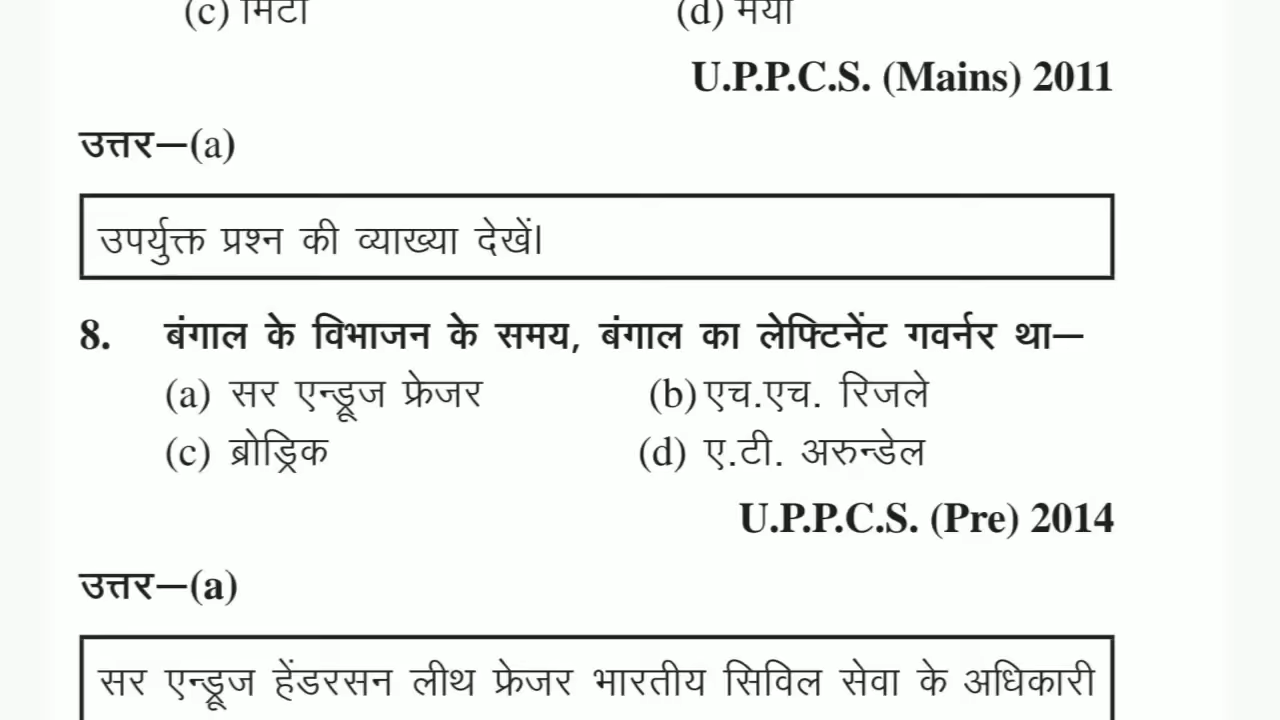 (c) मिंटो (d) मेयो
U.P.P.C.S. (Mains) 2011
उत्तर—(a)
उपर्युक्त प्रश्न की व्याख्या देखें।
8. बंगाल के विभाजन के समय, बंगाल का लेफ्टिनेंट गवर्नर था—
(a) सर एन्ड्रूज फ्रेजर (b) एच.एच. रिजले
(c) ब्रोड्रिक (d) ए.टी. अरुन्डेल
U.P.P.C.S. (Pre) 2014
उत्तर—(a)
सर एन्ड्रूज हेंडरसन लीथ फ्रेजर भारतीय सिविल सेवा के अधिकारी